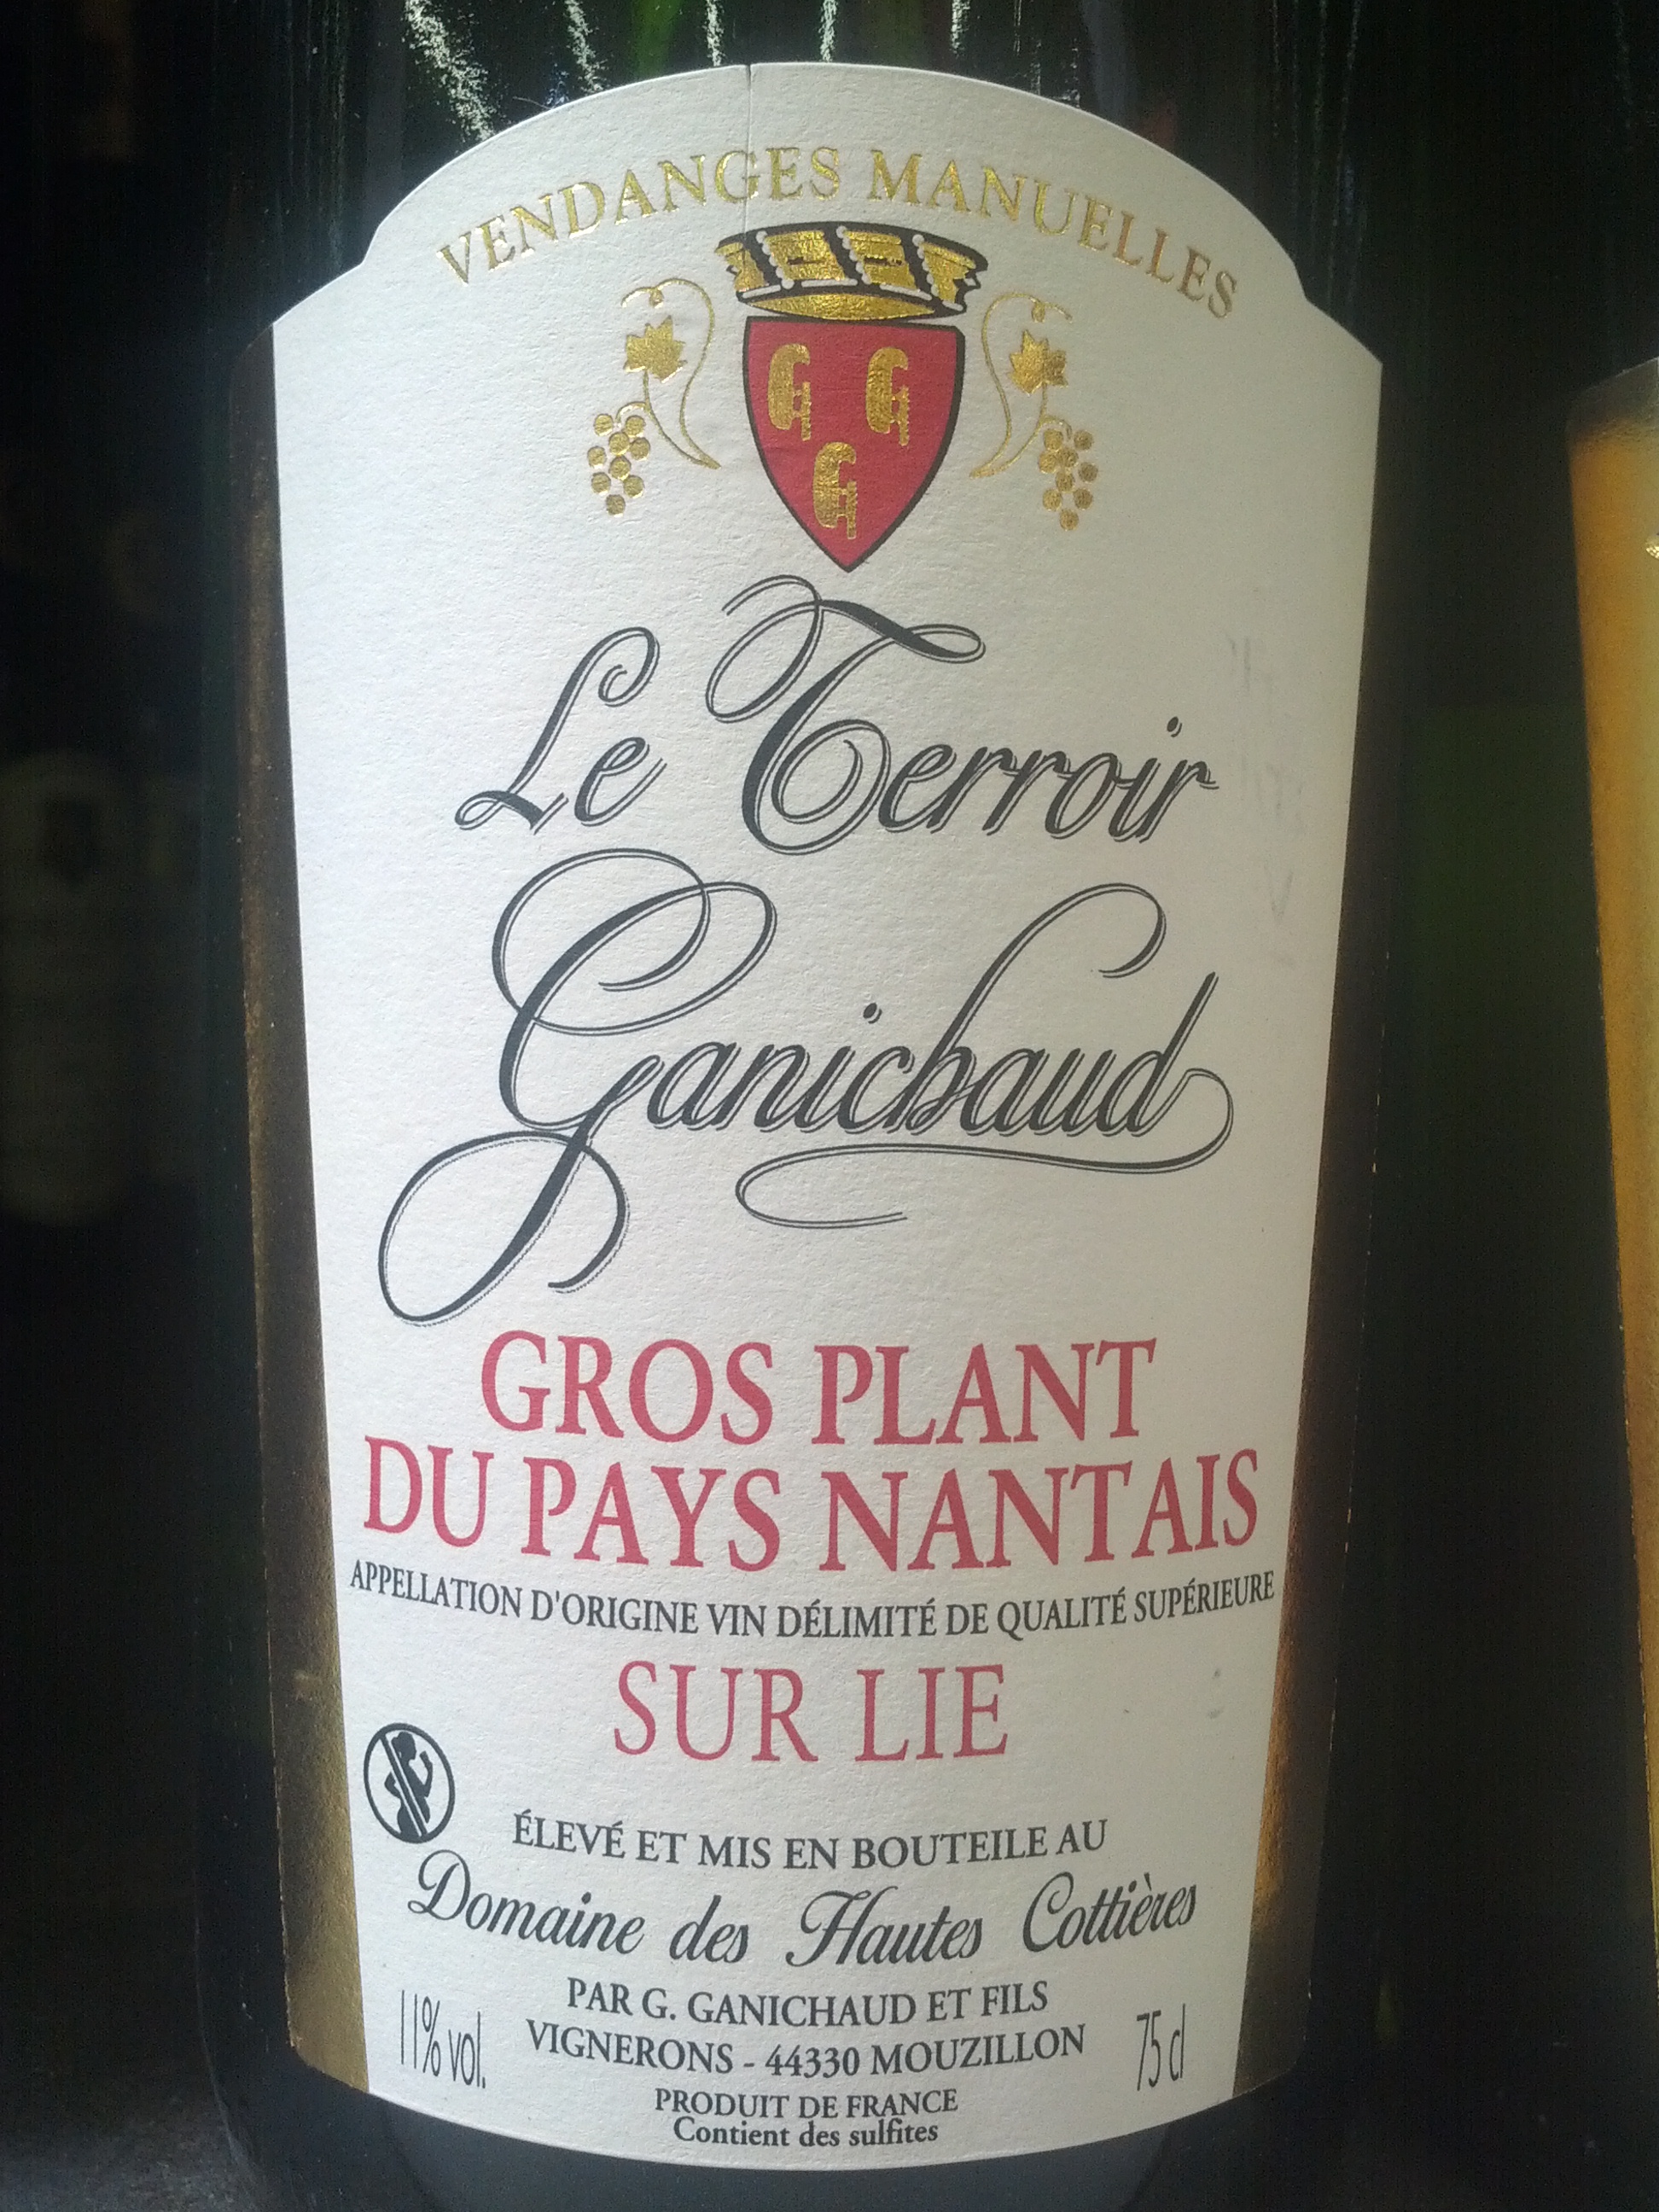 VENDANGES MANUELLES
Le Terroir
Ganichaud
GROS PLANT
DU PAYS NANTAIS
APPELLATION D'ORIGINE VIN DÉLIMITÉ DE QUALITÉ SUPÉRIEURE
SUR LIE
ÉLEVÉ ET MIS EN BOUTEILE AU
Domaine des Hautes Cottières
PAR G. GANICHAUD ET FILS
VIGNERONS - 44330 MOUZILLON
11% vol.
75 cl
PRODUIT DE FRANCE
Contient des sulfites